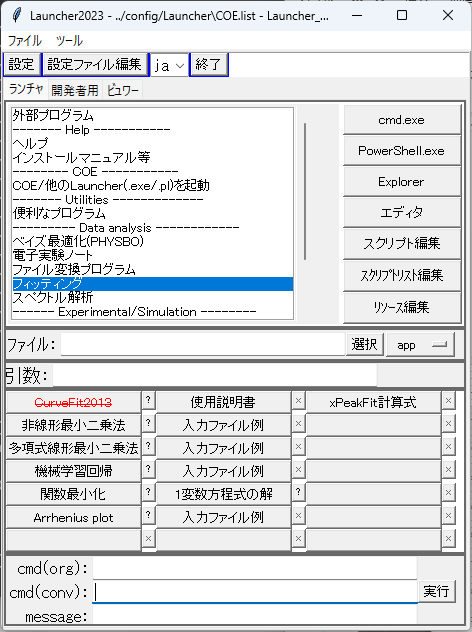 Launcher2023 - ../config/Launcher\COE.list - Launcher_...
ファイル ツール
設定 設定ファイル編集 ja 終了
ランチャ 開発者用 ビュワー
外部プログラム
------- Help ------------
ヘルプ
インストールマニュアル等
-------- COE -----------
COE/他のLauncher(.exe/.pl)を起動
------- Utilities -------------
便利なプログラム
--------- Data analysis ------------
ベイズ最適化(PHYSBO)
電子実験ノート
ファイル変換プログラム
フィッティング
スペクトル解析
------ Experimental/Simulation --------
cmd.exe
PowerShell.exe
Explorer
エディタ
スクリプト編集
スクリプトリスト編集
リソース編集
ファイル: 選択 app
引数:
CurveFit2013 ? 使用説明書 × xPeakFit計算式 ×
非線形最小二乗法 ? 入力ファイル例 × ×
多項式線形最小二乗法 ? 入力ファイル例 × ×
機械学習回帰 ? 入力ファイル例 × ×
関数最小化 ? 1変数方程式の解 ? ×
Arrhenius plot ? 入力ファイル例 × ×
× × ×
cmd(org):
cmd(conv): 実行
message: